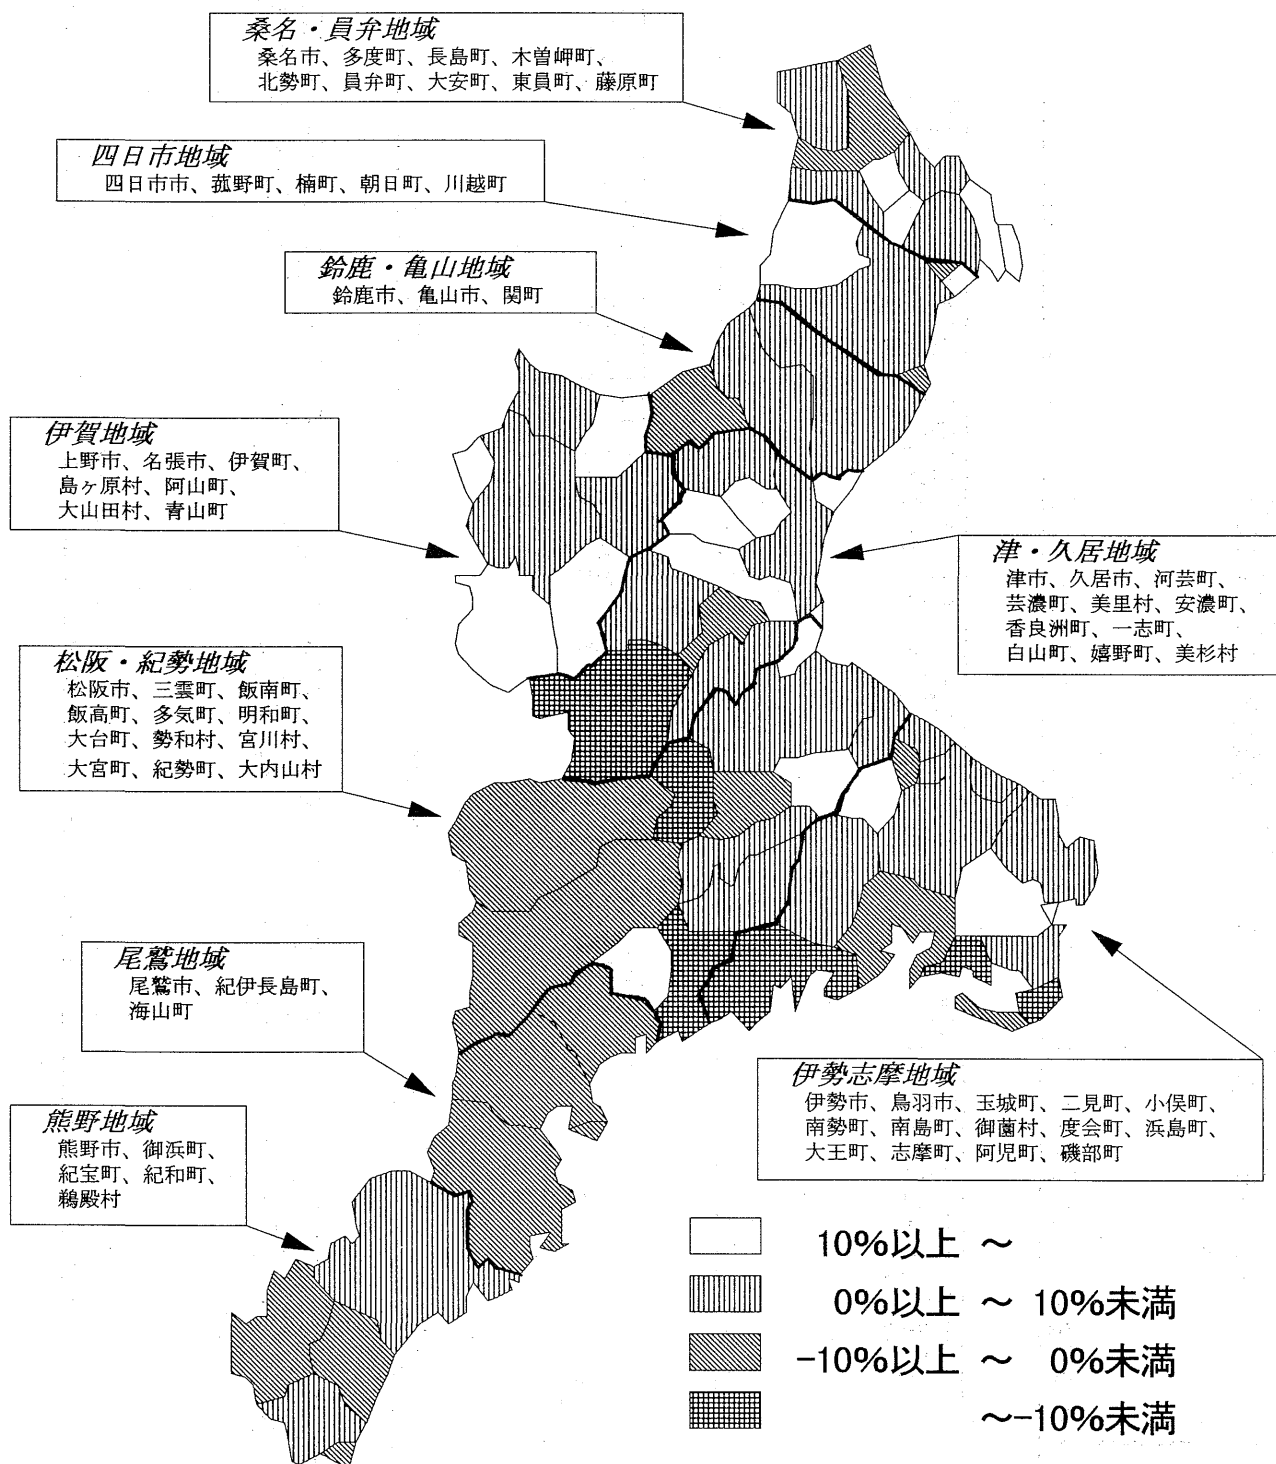 桑名・員弁地域
桑名市、多度町、長島町、木曽岬町、
北勢町、員弁町、大安町、東員町、藤原町
四日市地域
四日市市、菰野町、楠町、朝日町、川越町
鈴鹿・亀山地域
鈴鹿市、亀山市、関町
伊賀地域
上野市、名張市、伊賀町、
島ヶ原村、阿山町、
大山田村、青山町
津・久居地域
津市、久居市、河芸町、
芸濃町、美里村、安濃町、
香良洲町、一志町、
白山町、嬉野町、美杉村
松阪・紀勢地域
松阪市、三雲町、飯南町、
飯高町、多気町、明和町、
大台町、勢和村、宮川村、
大宮町、紀勢町、大内山村
尾鷲地域
尾鷲市、紀伊長島町、
海山町
伊勢志摩地域
伊勢市、鳥羽市、玉城町、二見町、小俣町、
南勢町、南島町、御薗村、度会町、浜島町、
大王町、志摩町、阿児町、磯部町
熊野地域
熊野市、御浜町、
紀宝町、紀和町、
鵜殿村
10%以上 ～
0%以上 ～ 10%未満
-10%以上 ～ 0%未満
～-10%未満